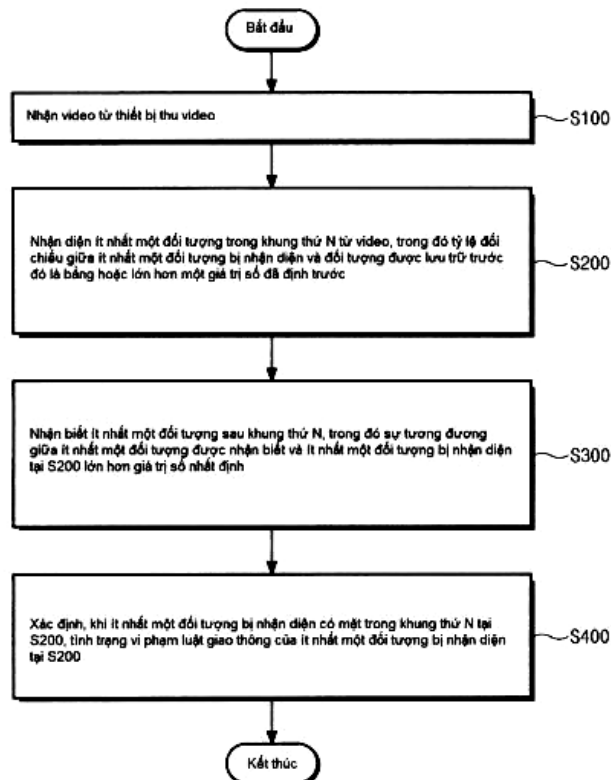 Bắt đầu
Nhận video từ thiết bị thu video
S100
Nhận diện ít nhất một đối tượng trong khung thứ N từ video, trong đó tỷ lệ đối
chiếu giữa ít nhất một đối tượng bị nhận diện và đối tượng được lưu trữ trước
đó là bằng hoặc lớn hơn một giá trị số đã định trước
S200
Nhận biết ít nhất một đối tượng sau khung thứ N, trong đó sự tương đương
giữa ít nhất một đối tượng được nhận biết và ít nhất một đối tượng bị nhận diện
tại S200 lớn hơn giá trị số nhất định
S300
Xác định, khi ít nhất một đối tượng bị nhận diện có mặt trong khung thứ N tại
S200, tình trạng vi phạm luật giao thông của ít nhất một đối tượng bị nhận diện
tại S200
S400
Kết thúc